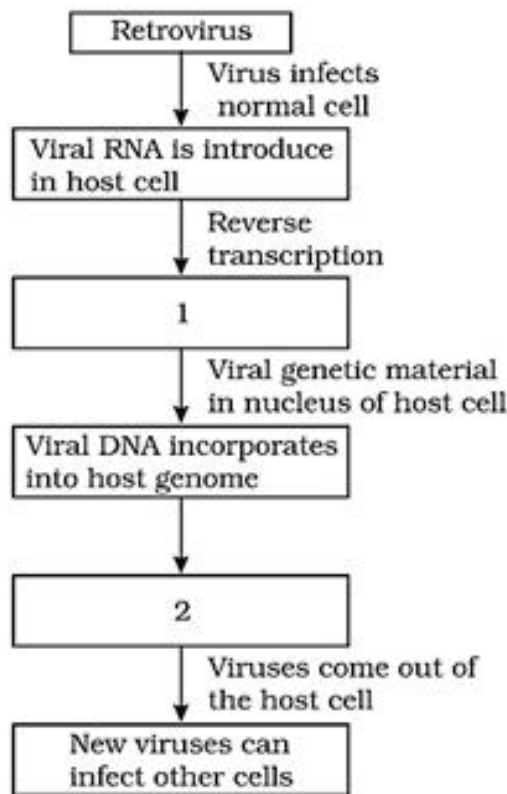 Retrovirus
Virus infects
normal cell
Viral RNA is introduce
in host cell
Reverse
transcription
1
Viral genetic material
in nucleus of host cell
Viral DNA incorporates
into host genome
2
Viruses come out of
the host cell
New viruses can
infect other cells